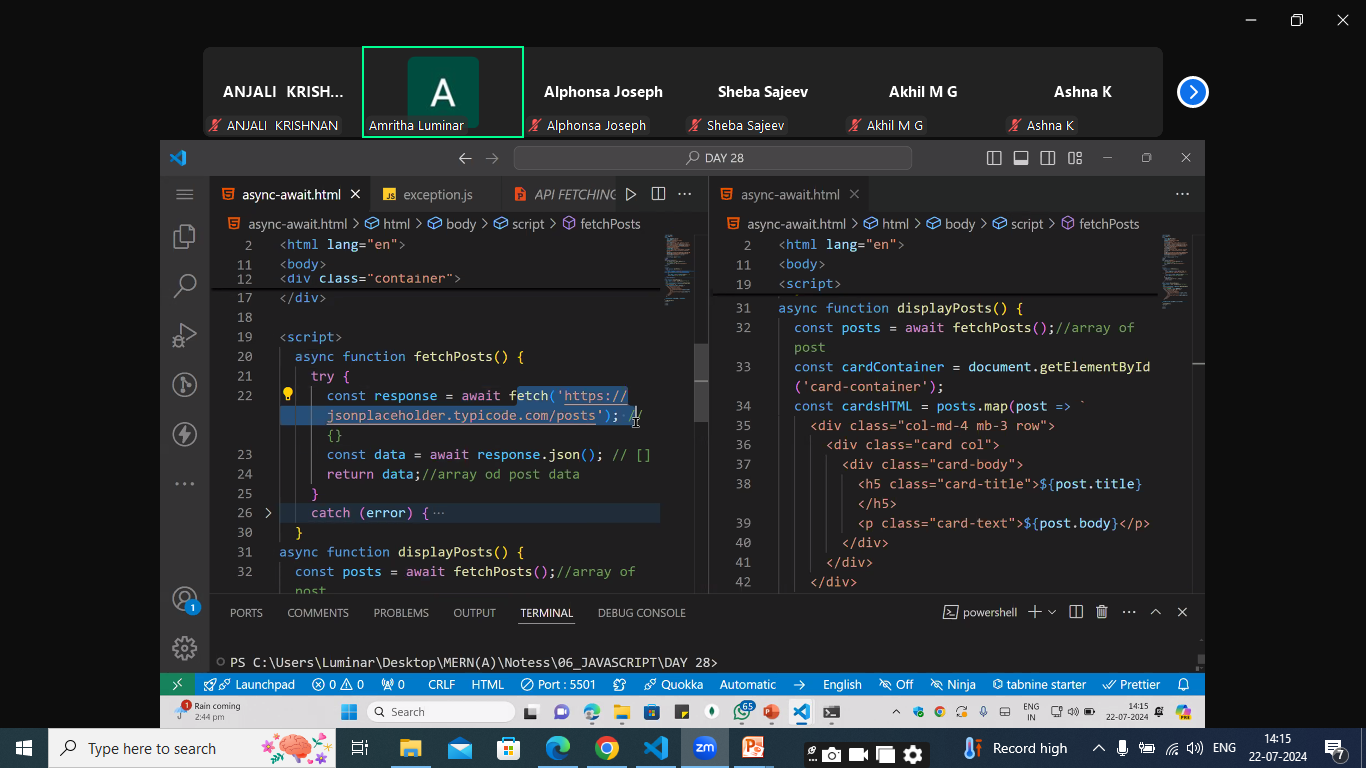 ANJALI KRISH...
A
Alphonsa Joseph
Sheba Sajeev
Akhil M G
Ashna K
ANJALI KRISHNAN
Amritha Luminar
Alphonsa Joseph
Sheba Sajeev
Akhil M G
Ashna K
DAY 28
async-await.html
exception.js
API FETCHING
async-await.html > html > body > script > fetchPosts
2 <html lang="en">
11 <body>
12 <div class="container">
17 </div>
18
19 <script>
20 async function fetchPosts() {
21 try {
22 const response = await fetch('https://
jsonplaceholder.typicode.com/posts'); //
{}
23 const data = await response.json(); // []
24 return data;//array od post data
25 }
26 catch (error) { ...
30 }
31 async function displayPosts() {
32 const posts = await fetchPosts();//array of
post
async-await.html
async-await.html > html > body > script > fetchPosts
2 <html lang="en">
11 <body>
19 <script>
31 async function displayPosts() {
32 const posts = await fetchPosts();//array of
post
33 const cardContainer = document.getElementById
('card-container');
34 const cardsHTML = posts.map(post => `
35 <div class="col-md-4 mb-3 row">
36 <div class="card col">
37 <div class="card-body">
38 <h5 class="card-title">${post.title}
</h5>
39 <p class="card-text">${post.body}</p>
40 </div>
41 </div>
42 </div>
PORTS COMMENTS PROBLEMS OUTPUT TERMINAL DEBUG CONSOLE
powershell
PS C:\Users\Luminar\Desktop\MERN(A)\Notess\06_JAVASCRIPT\DAY 28>
1
Launchpad 0 0 0 CRLF HTML Port : 5501 Quokka Automatic English Off Ninja tabnine starter Prettier
1 Rain coming
2:44 pm
Search
65
ENG
IN
14:15
22-07-2024
PRE
Type here to search
zm
Record high
ENG
14:15
22-07-2024
7